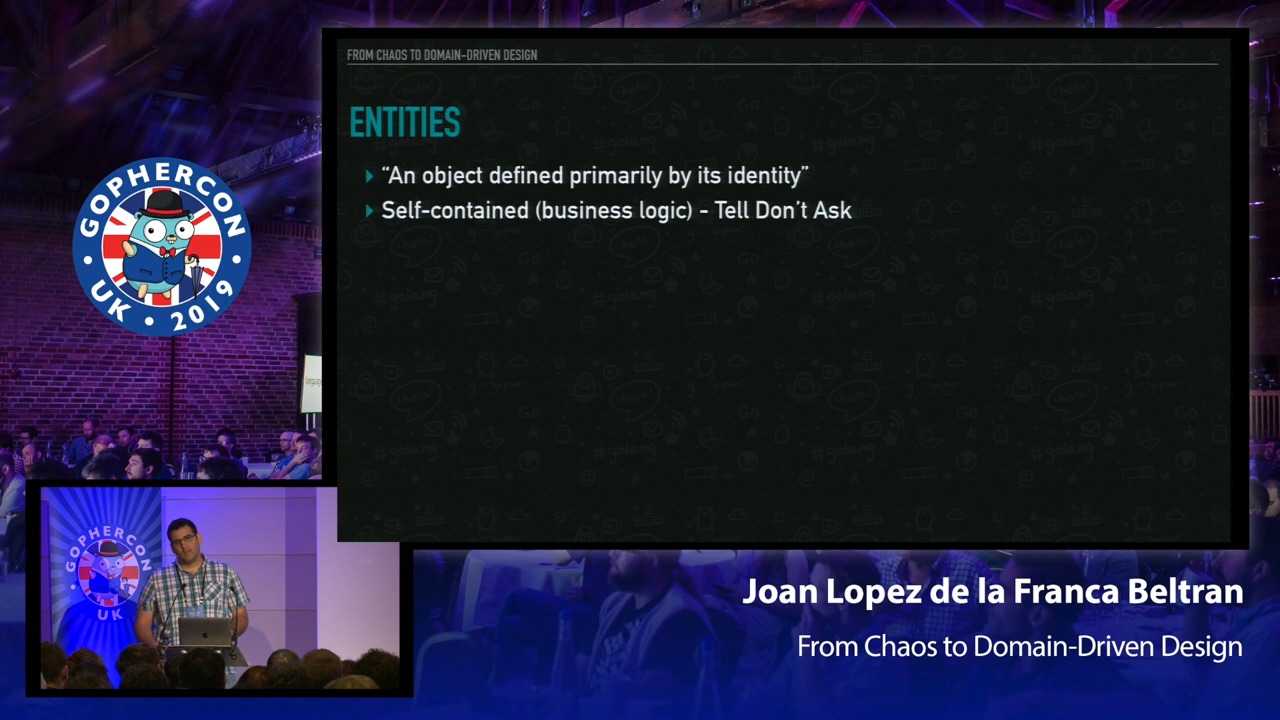 FROM CHAOS TO DOMAIN-DRIVEN DESIGN
ENTITIES
“An object defined primarily by its identity”
Self-contained (business logic) - Tell Don’t Ask
GOPHERCON
UK • 2019
GOPHERCON
UK
Joan Lopez de la Franca Beltran
From Chaos to Domain-Driven Design